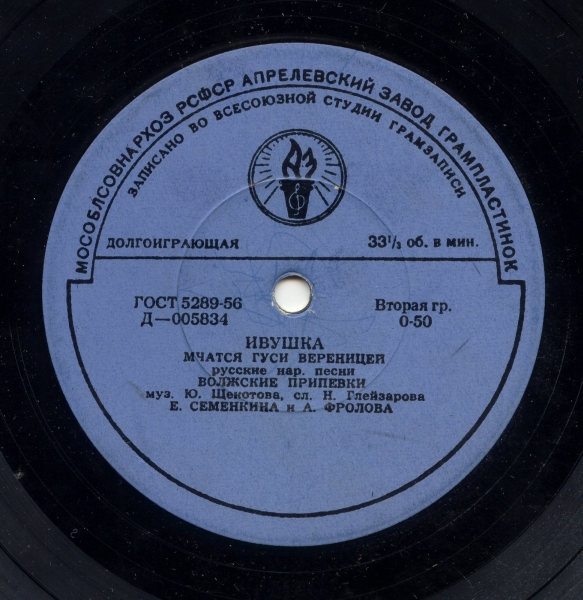 МОСОБЛСОВНАРХОЗ РСФСР АПРЕЛЕВСКИЙ ЗАВОД ГРАМПЛАСТИНОК
ЗАПИСАНО ВО ВСЕСОЮЗНОЙ СТУДИИ ГРАМЗАПИСИ
АЗ
ДОЛГОИГРАЮЩАЯ 33 1/3 об. в мин.
ГОСТ 5289-56 Вторая гр.
Д—005834 0-50
ИВУШКА
МЧАТСЯ ГУСИ ВЕРЕНИЦЕЙ
русские нар. песни
ВОЛЖСКИЕ ПРИПЕВКИ
муз. Ю. Щекотова, сл. Н. Глейзарова
Е. СЕМЕНКИНА и А. ФРОЛОВА